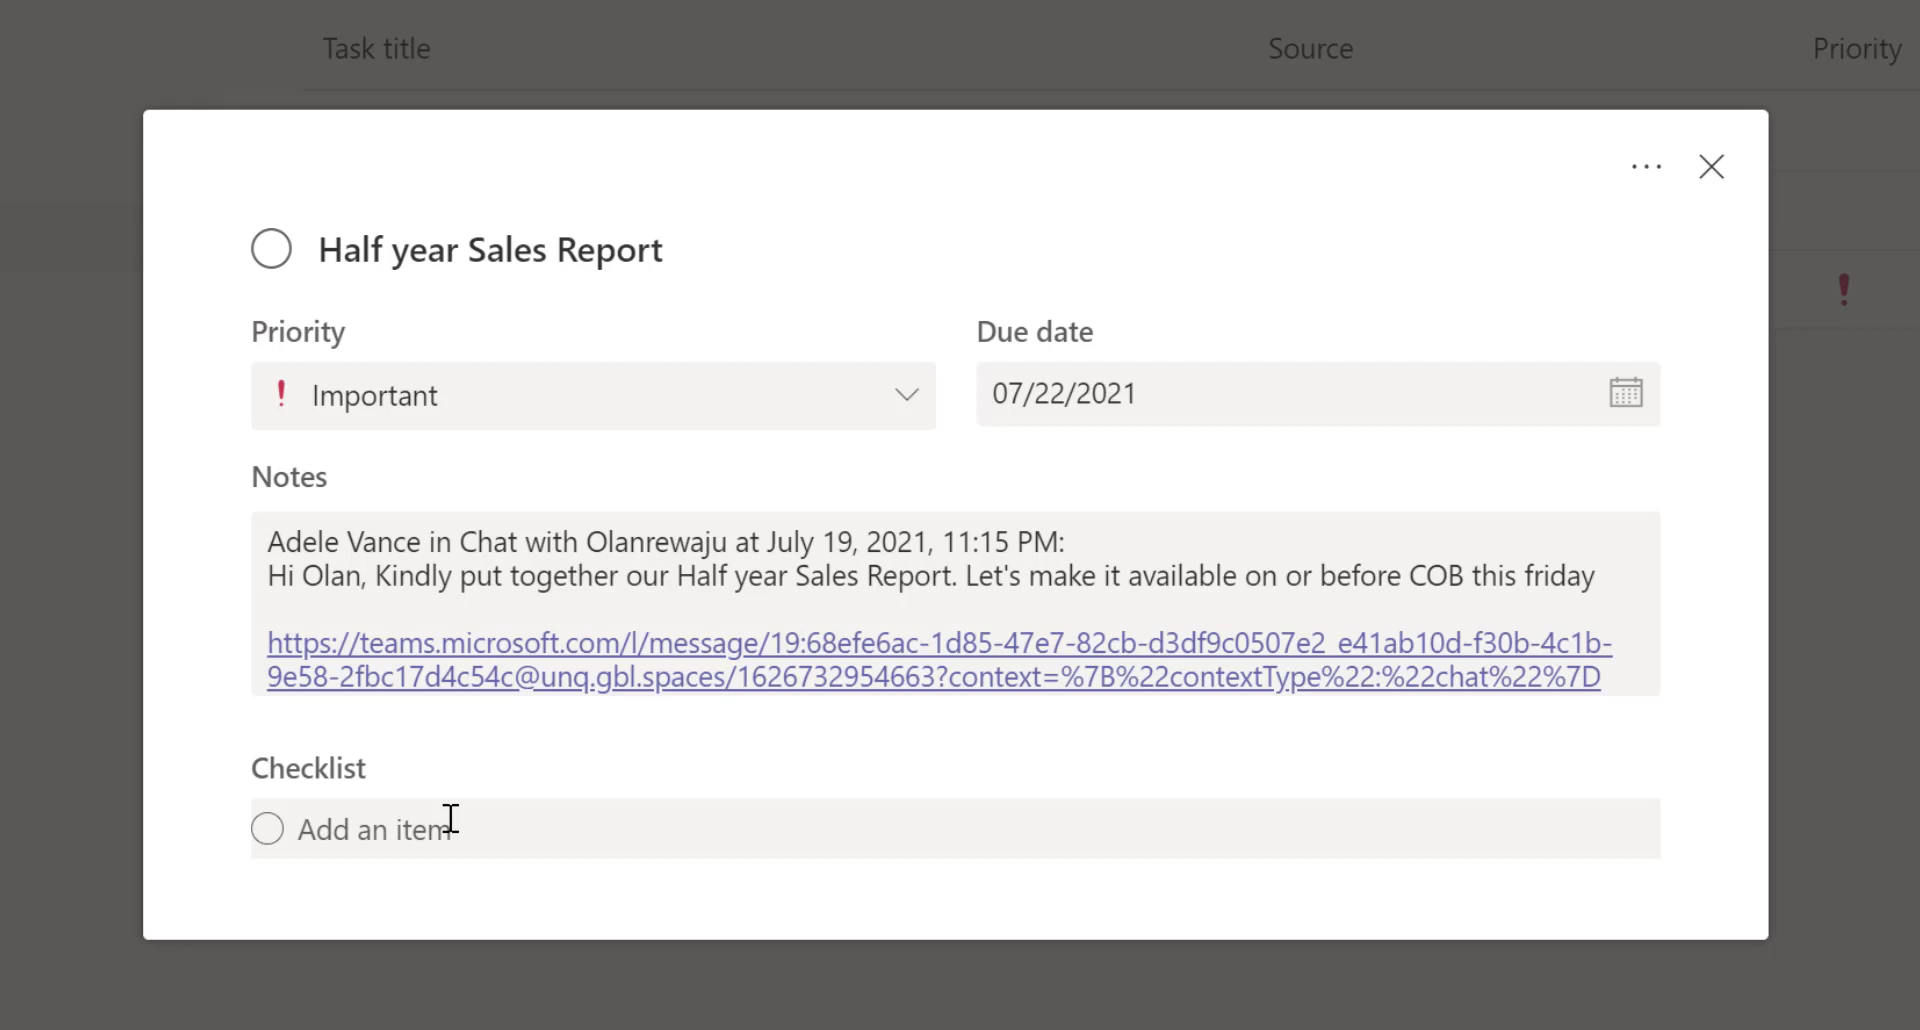 Task title Source Priority
Half year Sales Report
Priority Due date
Important 07/22/2021
Notes
Adele Vance in Chat with Olanrewaju at July 19, 2021, 11:15 PM:
Hi Olan, Kindly put together our Half year Sales Report. Let's make it available on or before COB this friday
https://teams.microsoft.com/l/message/19:68efe6ac-1d85-47e7-82cb-d3df9c0507e2_e41ab10d-f30b-4c1b-
9e58-2fbc17d4c54c@unq.gbl.spaces/1626732954663?context=%7B%22contextType%22:%22chat%22%7D
Checklist
Add an item